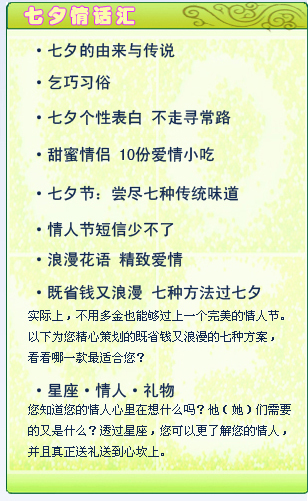 七夕情话汇
·七夕的由来与传说
·乞巧习俗
·七夕个性表白 不走寻常路
·甜蜜情侣 10份爱情小吃
·七夕节：尝尽七种传统味道
·情人节短信少不了
·浪漫花语 精致爱情
·既省钱又浪漫 七种方法过七夕
实际上，不用多金也能够过上一个完美的情人节。
以下为您精心策划的既省钱又浪漫的七种方案，
看看哪一款最适合您？
·星座·情人·礼物
您知道您的情人心里在想什么吗？他（她）们需要
的又是什么？透过星座，您可以更了解您的情人，
并且真正送礼送到心坎上。